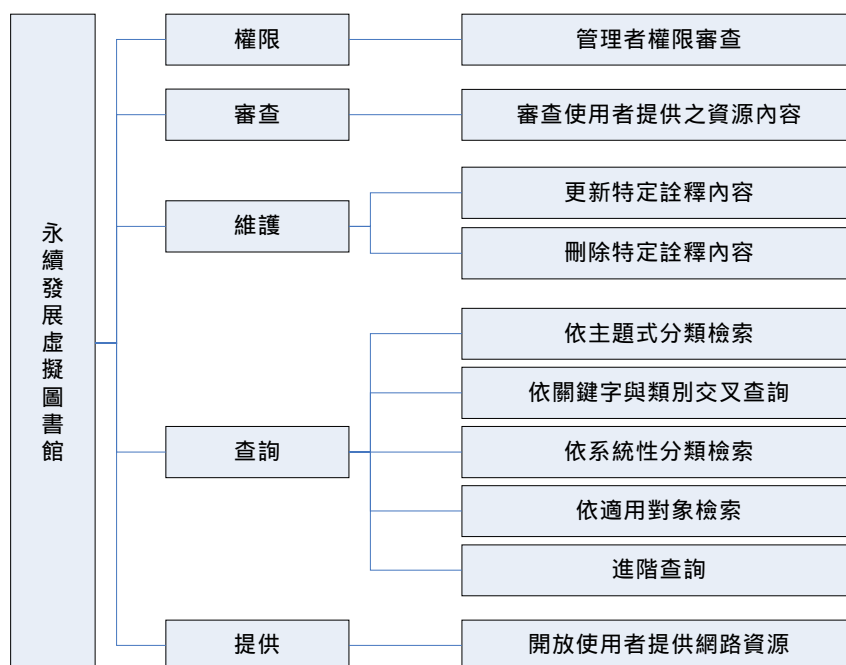 永續發展虛擬圖書館
權限
管理者權限審查
審查
審查使用者提供之資源內容
維護
更新特定詮釋內容
刪除特定詮釋內容
查詢
依主題式分類檢索
依關鍵字與類別交叉查詢
依系統性分類檢索
依適用對象檢索
進階查詢
提供
開放使用者提供網路資源